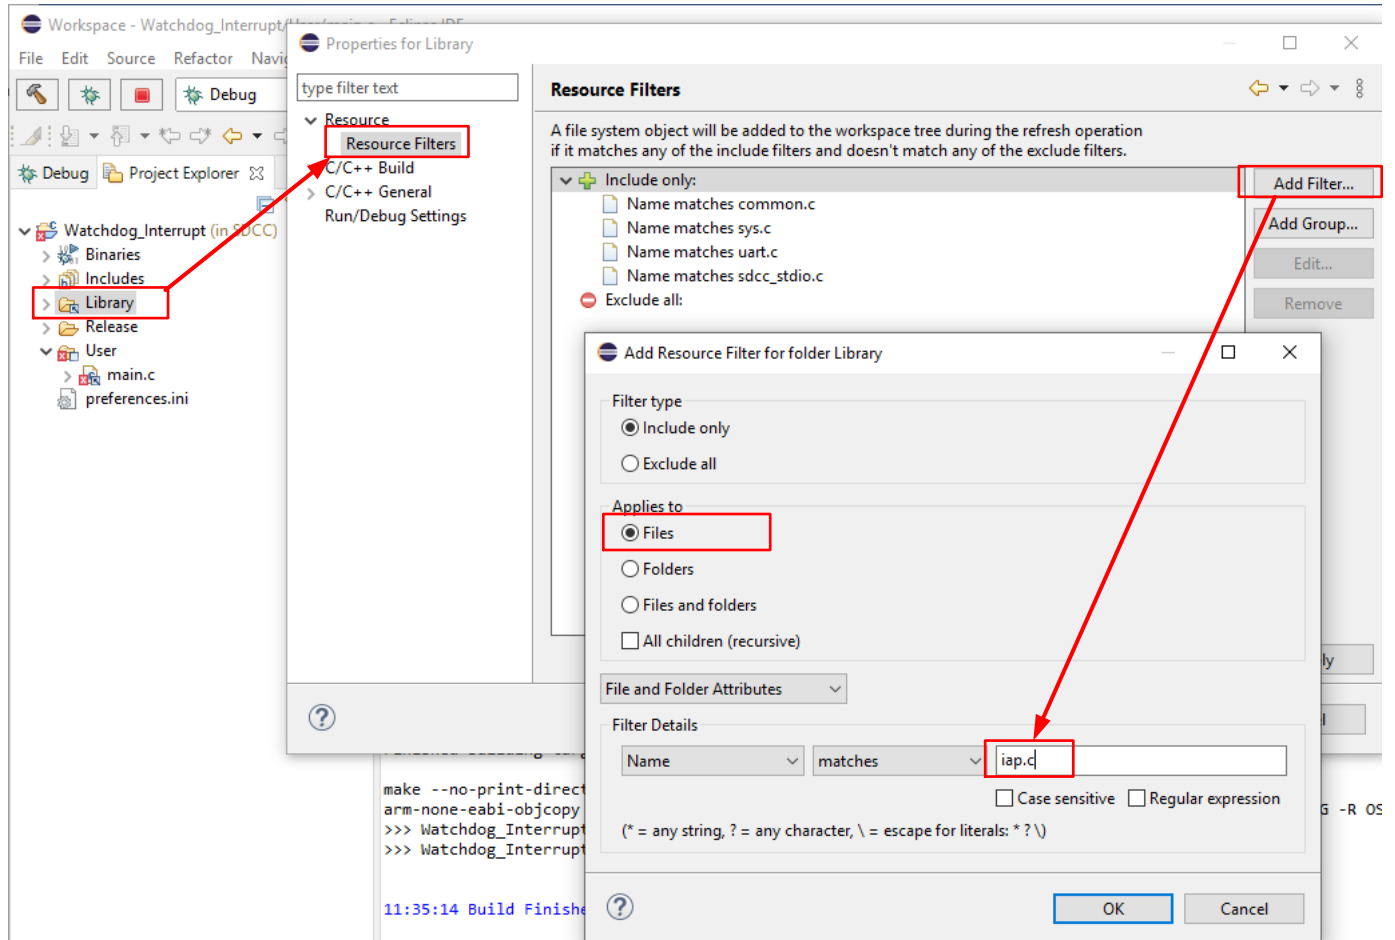 Workspace - Watchdog_Interrupt/
File Edit Source Refactor
Debug
Debug Project Explorer
Watchdog_Interrupt (in SDCC)
Binaries
Includes
Library
Release
User
main.c
preferences.ini
Properties for Library
type filter text
Resource
Resource Filters
C/C++ Build
C/C++ General
Run/Debug Settings
Resource Filters
A file system object will be added to the workspace tree during the refresh operation
if it matches any of the include filters and doesn't match any of the exclude filters.
Include only:
Name matches common.c
Name matches sys.c
Name matches uart.c
Name matches sdcc_stdio.c
Exclude all:
Add Filter...
Add Group...
Edit...
Remove
Add Resource Filter for folder Library
Filter type
Include only
Exclude all
Applies to
Files
Folders
Files and folders
All children (recursive)
File and Folder Attributes
Filter Details
Name matches iap.c
Case sensitive Regular expression
(* = any string, ? = any character, \ = escape for literals: * ? \)
OK Cancel
make --no-print-direct
arm-none-eabi-objcopy G -R OS
>>> Watchdog_Interrupt
>>> Watchdog_Interrupt
11:35:14 Build Finishe